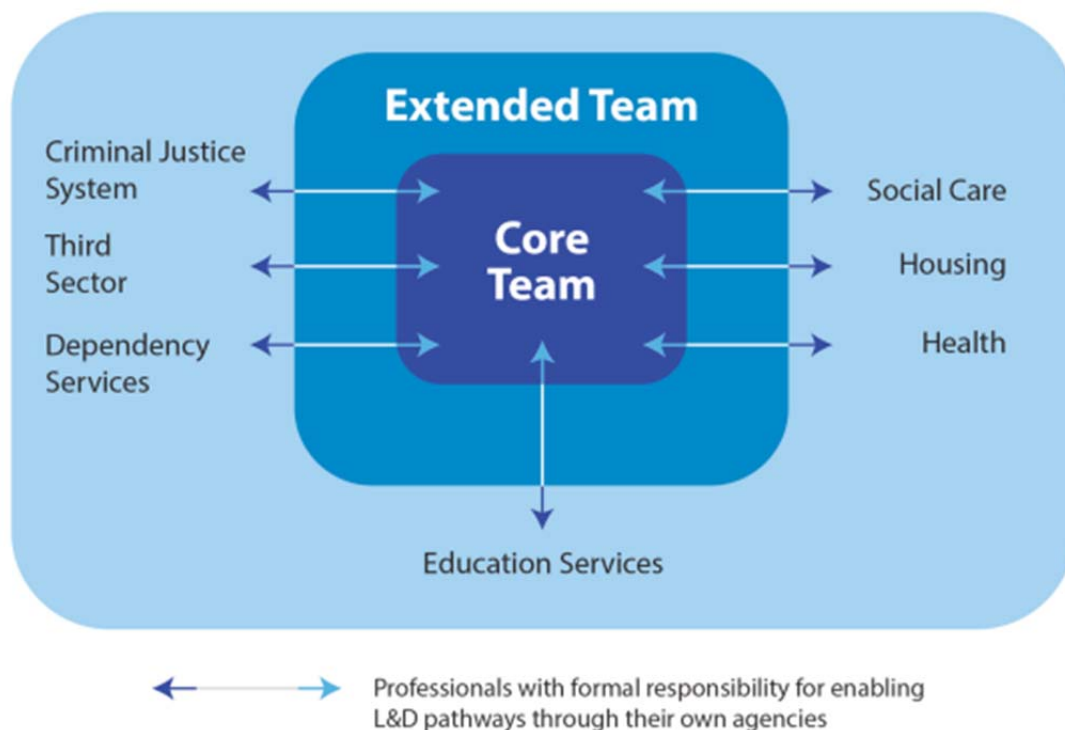 Extended Team
Core
Team
Criminal Justice
System
Third
Sector
Dependency
Services
Social Care
Housing
Health
Education Services
Professionals with formal responsibility for enabling
L&D pathways through their own agencies